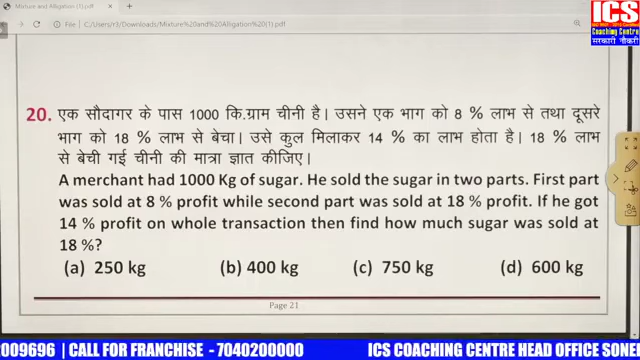 Mixture and Alligation (1).pdf
File | C:/Users/Y3/Downloads/Mixture%20and%20Alligation%20(1).pdf
ICS
Coaching Centre
सरकारी नौकरी
20. एक सौदागर के पास 1000 कि.ग्राम चीनी है। उसने एक भाग को 8 % लाभ से तथा दूसरे
भाग को 18 % लाभ से बेचा। उसे कुल मिलाकर 14 % का लाभ होता है। 18 % लाभ
से बेची गई चीनी की मात्रा ज्ञात कीजिए।
A merchant had 1000 Kg of sugar. He sold the sugar in two parts. First part
was sold at 8 % profit while second part was sold at 18 % profit. If he got
14 % profit on whole transaction then find how much sugar was sold at
18 %?
(a) 250 kg (b) 400 kg (c) 750 kg (d) 600 kg
Page 21
009696 | CALL FOR FRANCHISE - 7040200000 ICS COACHING CENTRE HEAD OFFICE SOND